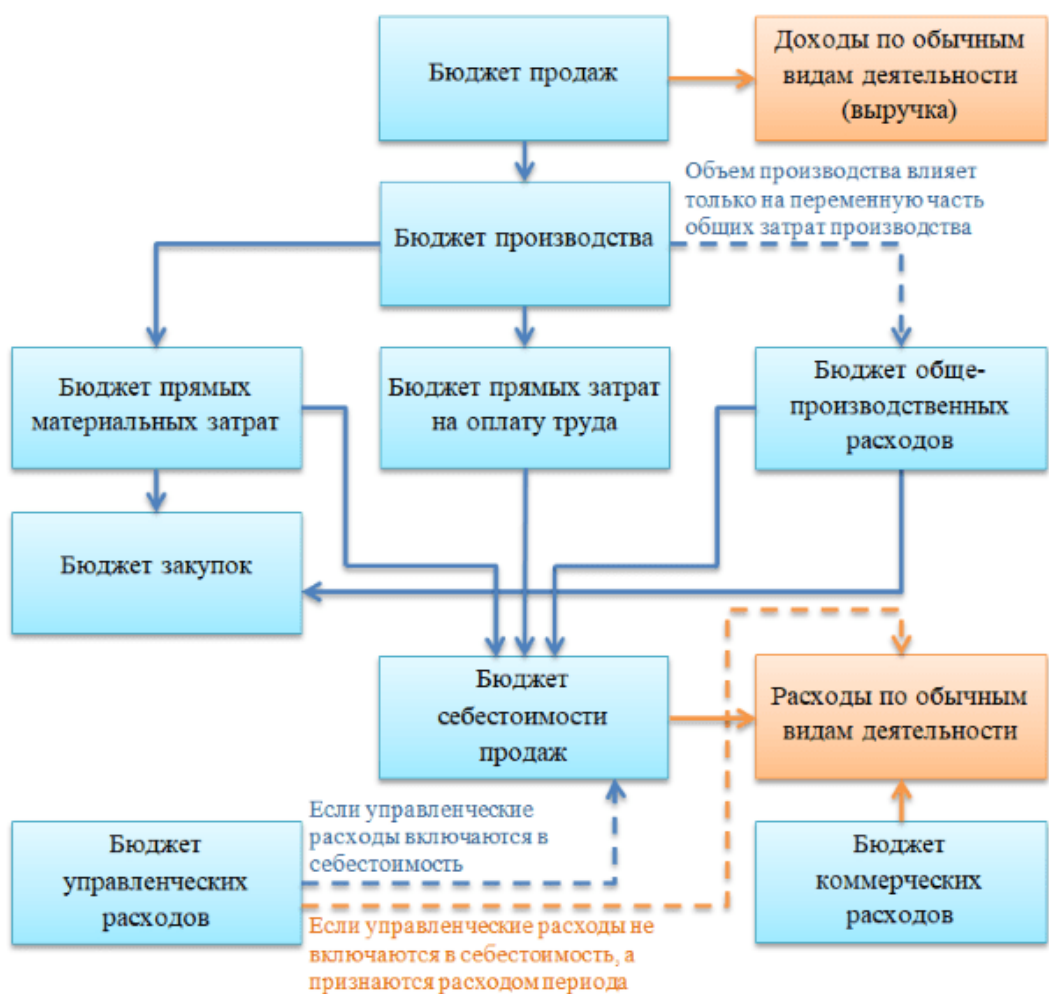 Бюджет продаж
Доходы по обычным
видам деятельности
(выручка)
Объем производства влияет
только на переменную часть
общих затрат производства
Бюджет производства
Бюджет прямых
материальных затрат
Бюджет прямых затрат
на оплату труда
Бюджет обще-
производственных
расходов
Бюджет закупок
Бюджет
себестоимости
продаж
Расходы по обычным
видам деятельности
Если управленческие
расходы включаются в
себестоимость
Бюджет
управленческих
расходов
Бюджет
коммерческих
расходов
Если управленческие расходы не
включаются в себестоимость, а
признаются расходом периода